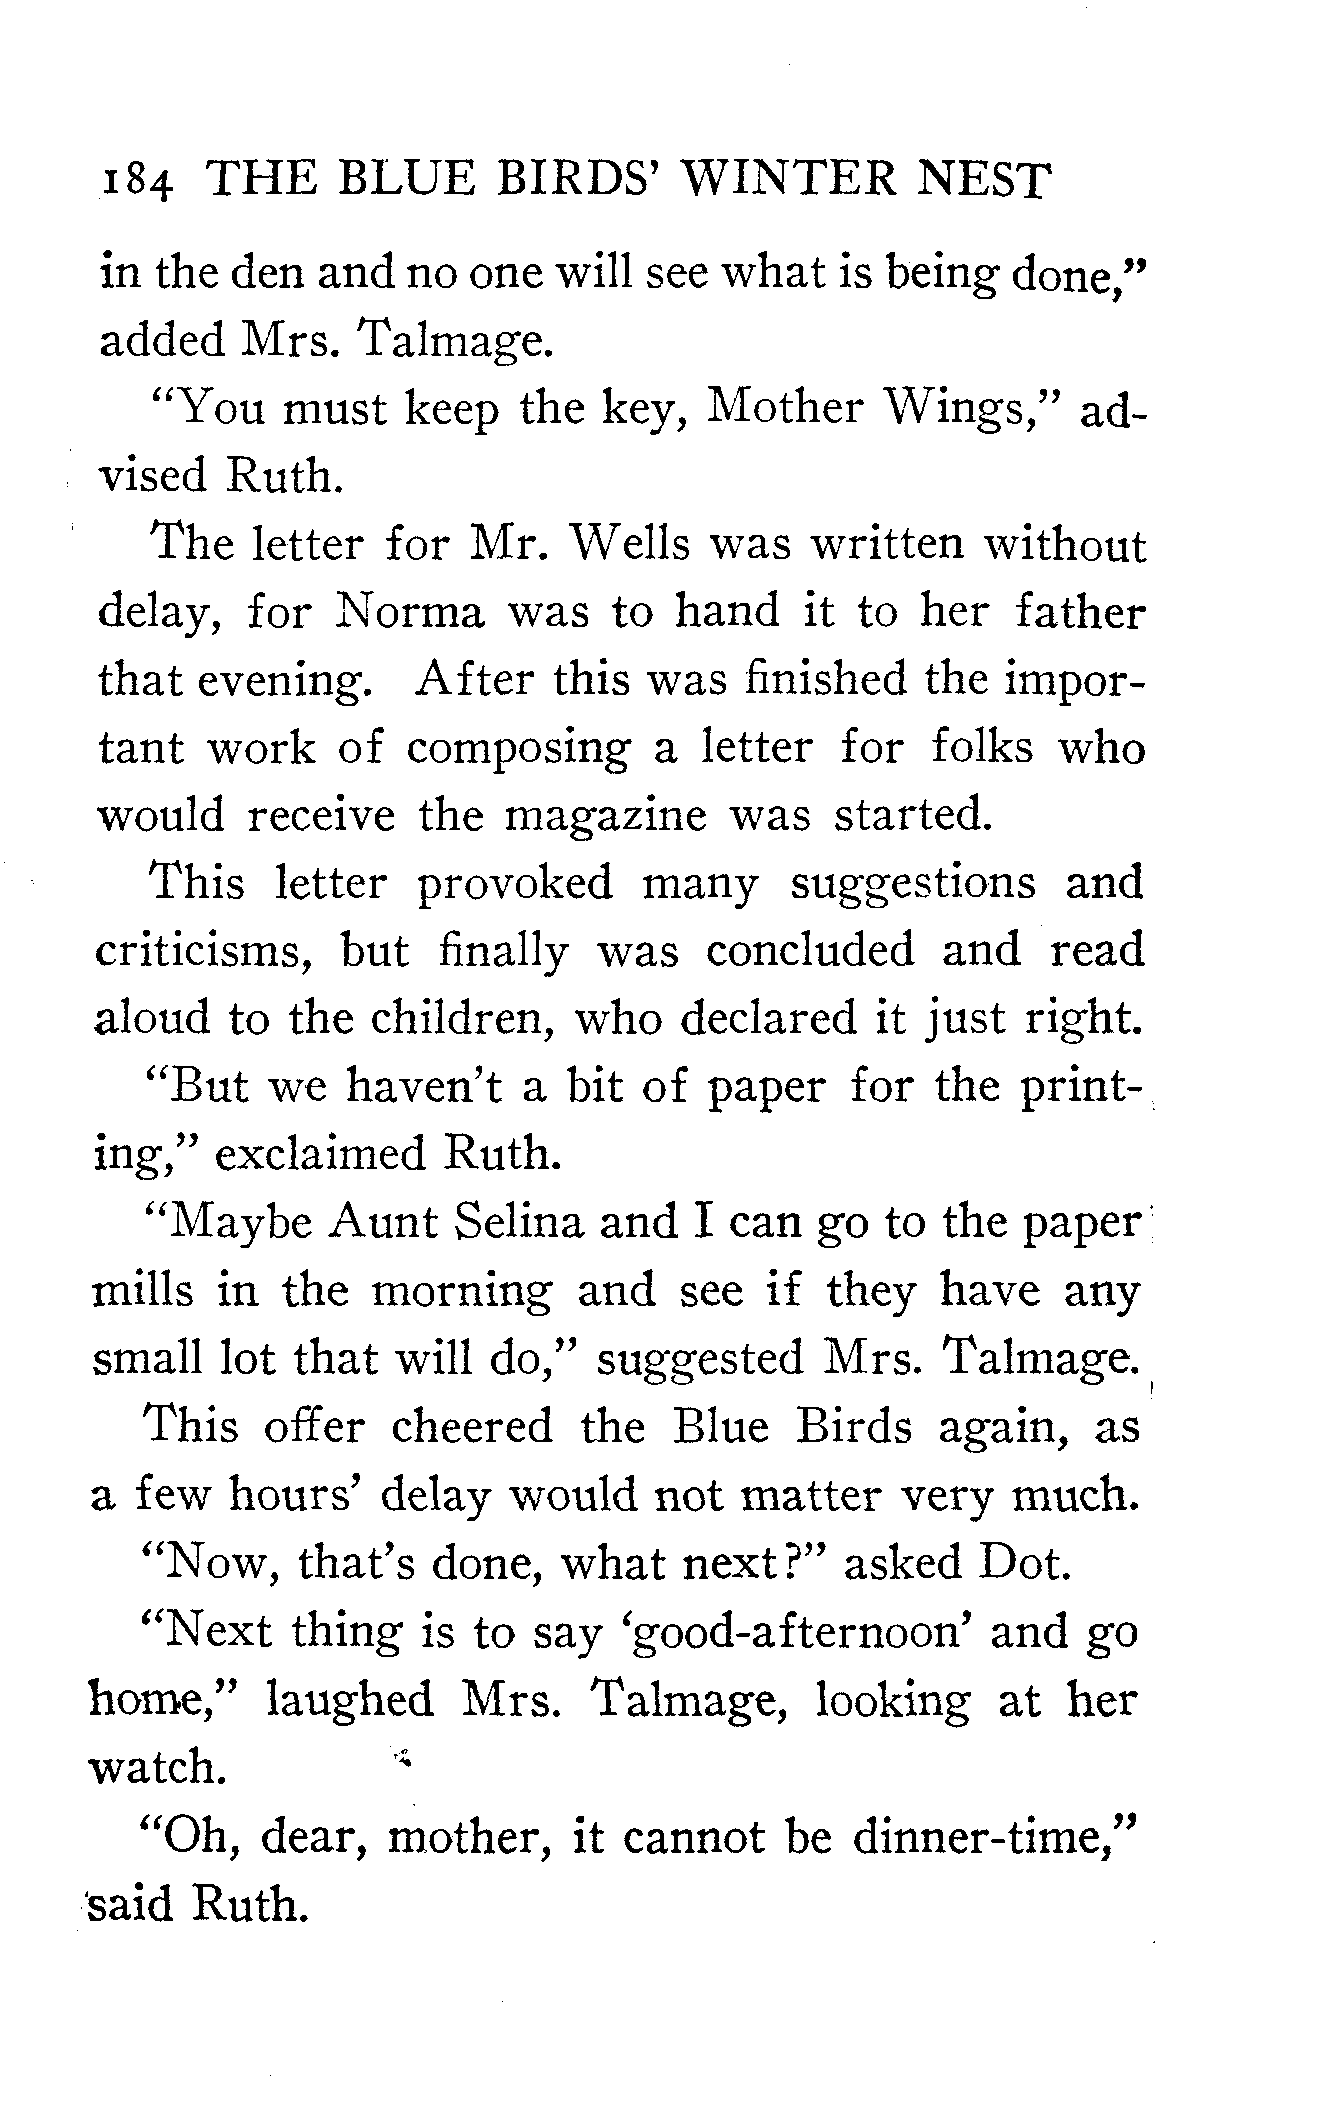 184 THE BLUE BIRDS' WINTER NEST
in the den and no one will see what is being done,"
added Mrs. Talmage.
"You must keep the key, Mother Wings," ad-
vised Ruth.
The letter for Mr. Wells was written without
delay, for Norma was to hand it to her father
that evening. After this was finished the impor-
tant work of composing a letter for folks who
would receive the magazine was started.
This letter provoked many suggestions and
criticisms, but finally was concluded and read
aloud to the children, who declared it just right.
"But we haven't a bit of paper for the print-
ing," exclaimed Ruth.
"Maybe Aunt Selina and I can go to the paper
mills in the morning and see if they have any
small lot that will do," suggested Mrs. Talmage.
This offer cheered the Blue Birds again, as
a few hours' delay would not matter very much.
"Now, that's done, what next?" asked Dot.
"Next thing is to say 'good-afternoon' and go
home," laughed Mrs. Talmage, looking at her
watch.
"Oh, dear, mother, it cannot be dinner-time,"
said Ruth.